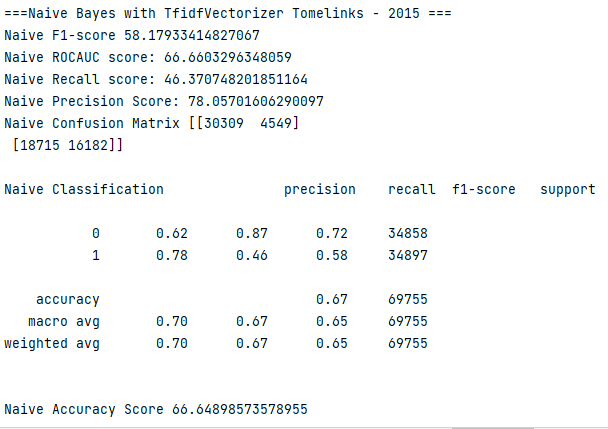 ===Naive Bayes with TfidfVectorizer Tomelinks - 2015 ===
Naive F1-score 58.17933414827067
Naive ROCAUC score: 66.6603296348059
Naive Recall score: 46.370748201851164
Naive Precision Score: 78.05701606290097
Naive Confusion Matrix [[30309  4549]
 [18715 16182]]
Naive Classification               precision    recall  f1-score   support
           0       0.62      0.87      0.72     34858
           1       0.78      0.46      0.58     34897
    accuracy                           0.67     69755
   macro avg       0.70      0.67      0.65     69755
weighted avg       0.70      0.67      0.65     69755
Naive Accuracy Score 66.64898573578955